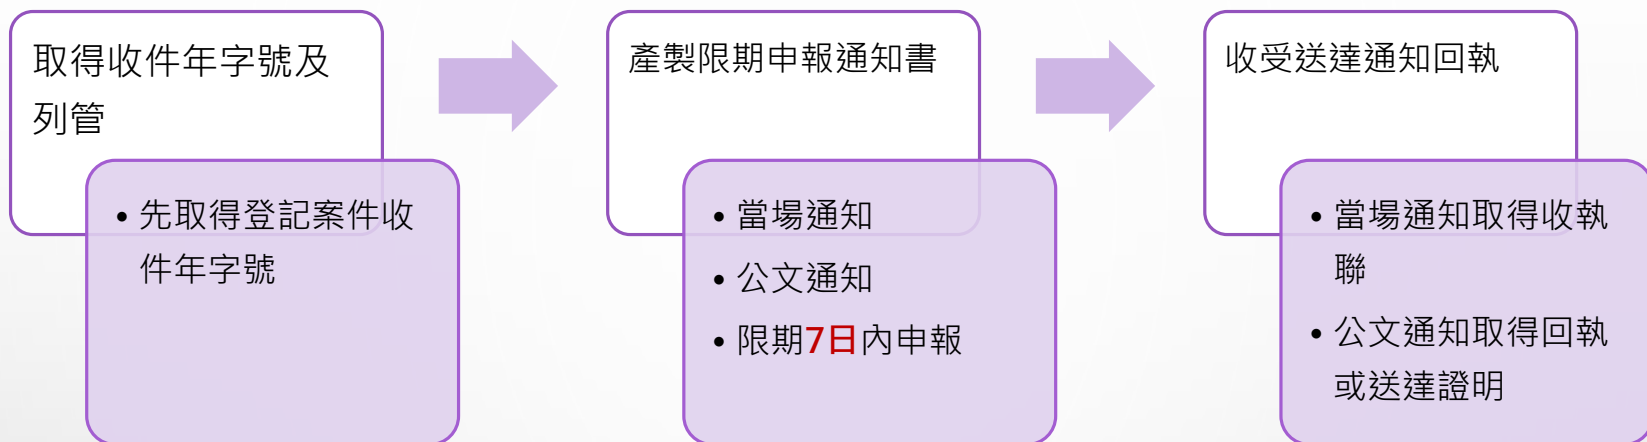 取得收件年字號及
列管
• 先取得登記案件收
件年字號
產製限期申報通知書
• 當場通知
• 公文通知
• 限期7日內申報
收受送達通知回執
• 當場通知取得收執
聯
• 公文通知取得回執
或送達證明